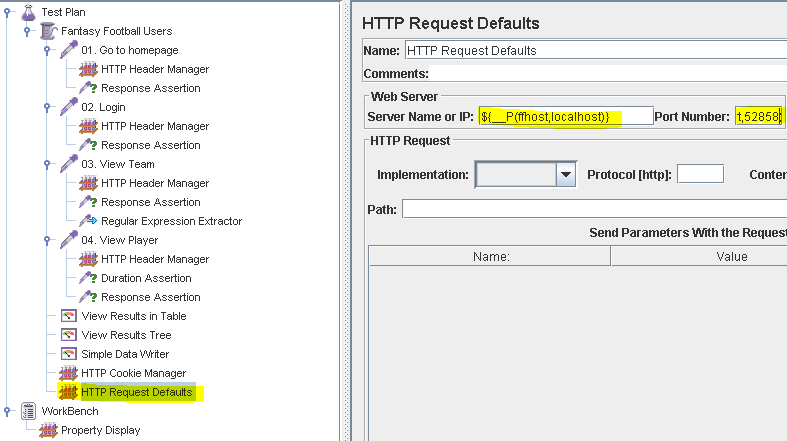 Test Plan
Fantasy Football Users
01. Go to homepage
HTTP Header Manager
Response Assertion
02. Login
HTTP Header Manager
Response Assertion
03. View Team
HTTP Header Manager
Response Assertion
Regular Expression Extractor
04. View Player
HTTP Header Manager
Duration Assertion
Response Assertion
View Results in Table
View Results Tree
Simple Data Writer
HTTP Cookie Manager
HTTP Request Defaults
WorkBench
Property Display
HTTP Request Defaults
Name: HTTP Request Defaults
Comments:
Web Server
Server Name or IP: ${__P(ffhost,localhost)} Port Number: t,52858)
HTTP Request
Implementation: Protocol [http]: Conter
Path:
Send Parameters With the Request
Name: Value